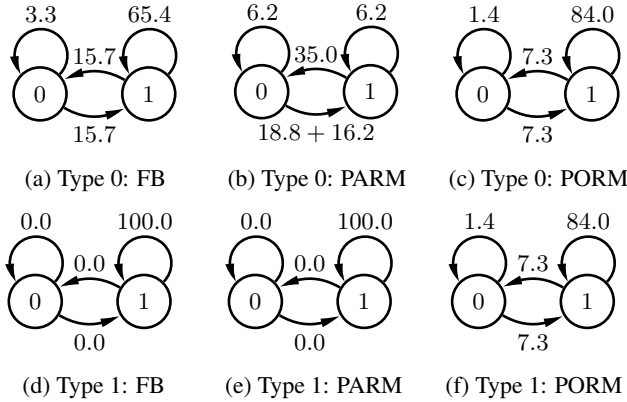 3.3 65.4 6.2 6.2 1.4 84.0
15.7 35.0 7.3
0 1 0 1 0 1
15.7 18.8 + 16.2 7.3
(a) Type 0: FB (b) Type 0: PARM (c) Type 0: PORM
0.0 100.0 0.0 100.0 1.4 84.0
0.0 0.0 7.3
0 1 0 1 0 1
0.0 0.0 7.3
(d) Type 1: FB (e) Type 1: PARM (f) Type 1: PORM